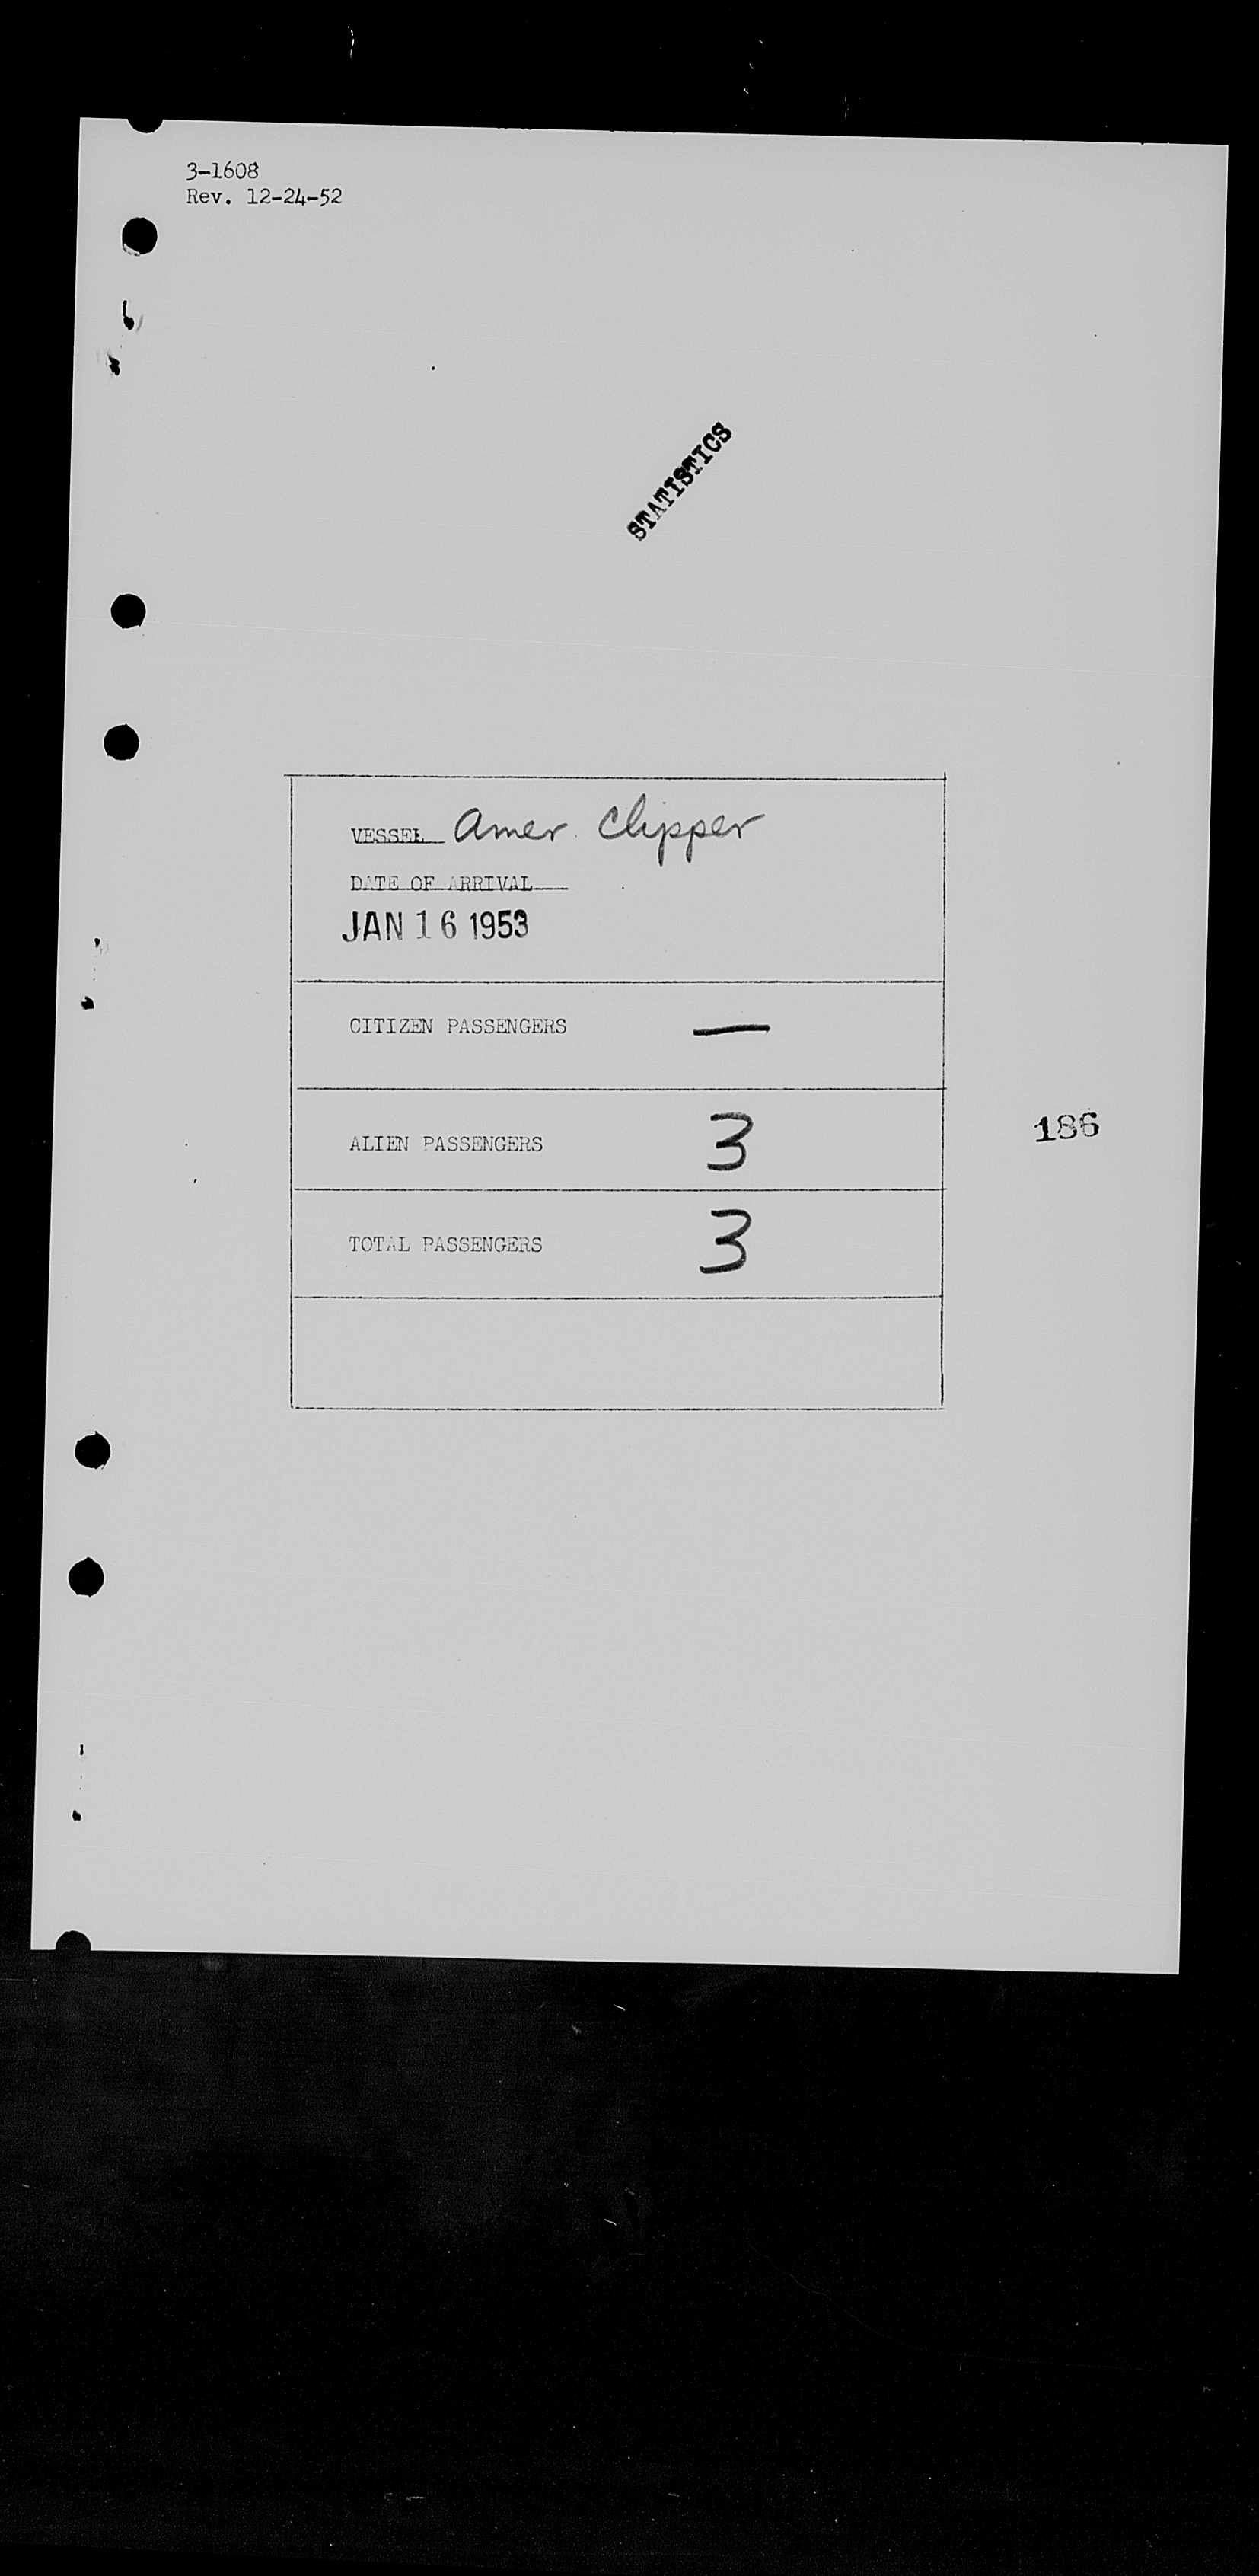 3-1608
Rev. 12-24-52
STATISTICS
VESSEL Amer. Clipper
DATE OF ARRIVAL
JAN 16 1953
CITIZEN PASSENGERS —
ALIEN PASSENGERS 3
186
TOTAL PASSENGERS 3